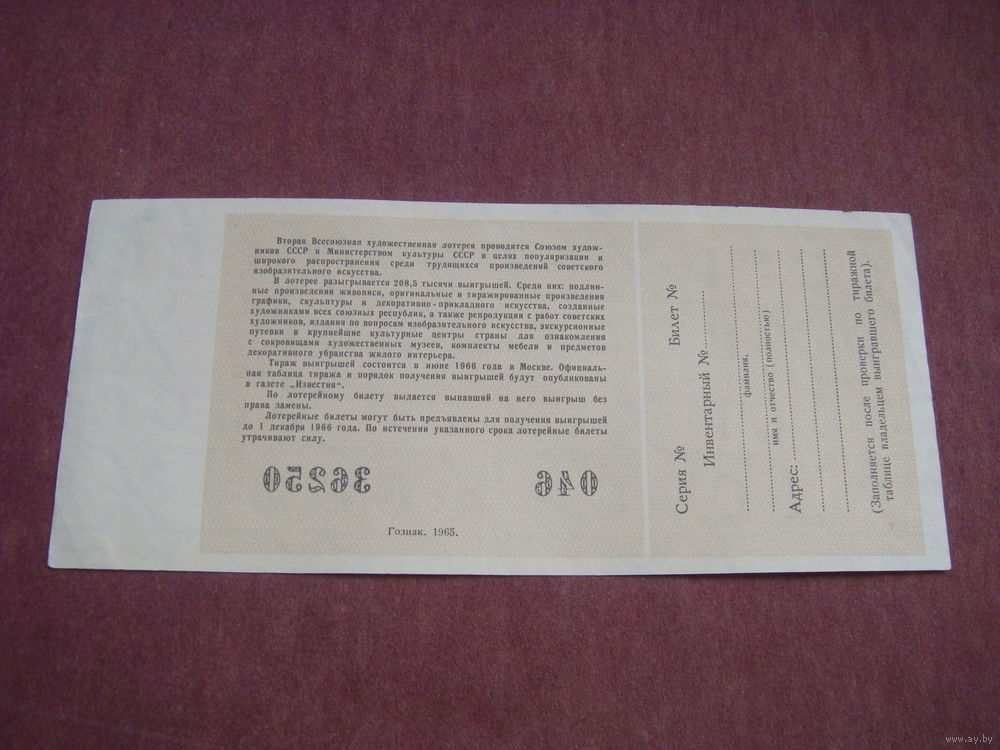 Вторая Всесоюзная художественная лотерея проводится Союзом худож-
ников СССР и Министерством культуры СССР в целях популяризации и
широкого распространения среди трудящихся произведений советского
изобразительного искусства.
В лотерее разыгрывается 208,5 тысячи выигрышей. Среди них: подлин-
ные произведения живописи, оригинальные и тиражированные произведения
графики, скульптуры и декоративно-прикладного искусства, созданные
художниками всех союзных республик, а также репродукции с работ советских
художников, издания по вопросам изобразительного искусства, экскурсионные
путевки в крупнейшие культурные центры страны для ознакомления
с сокровищами художественных музеев, комплекты мебели и предметов
декоративного убранства жилого интерьера.
Тираж выигрышей состоится в июне 1966 года в Москве. Официаль-
ная таблица тиража и порядок получения выигрышей будут опубликованы
в газете „Известия“.
По лотерейному билету выдается выпавший на него выигрыш без
права замены.
Лотерейные билеты могут быть предъявлены для получения выигрышей
до 1 декабря 1966 года. По истечении указанного срока лотерейные билеты
утрачивают силу.
036250 046
Гознак. 1965.
Серия № Билет №
Инвентарный №
фамилия,
имя и отчество (полностью)
Адрес:
(Заполняется после проверки по тиражной
таблице владельцем выигравшего билета).
www.ay.by